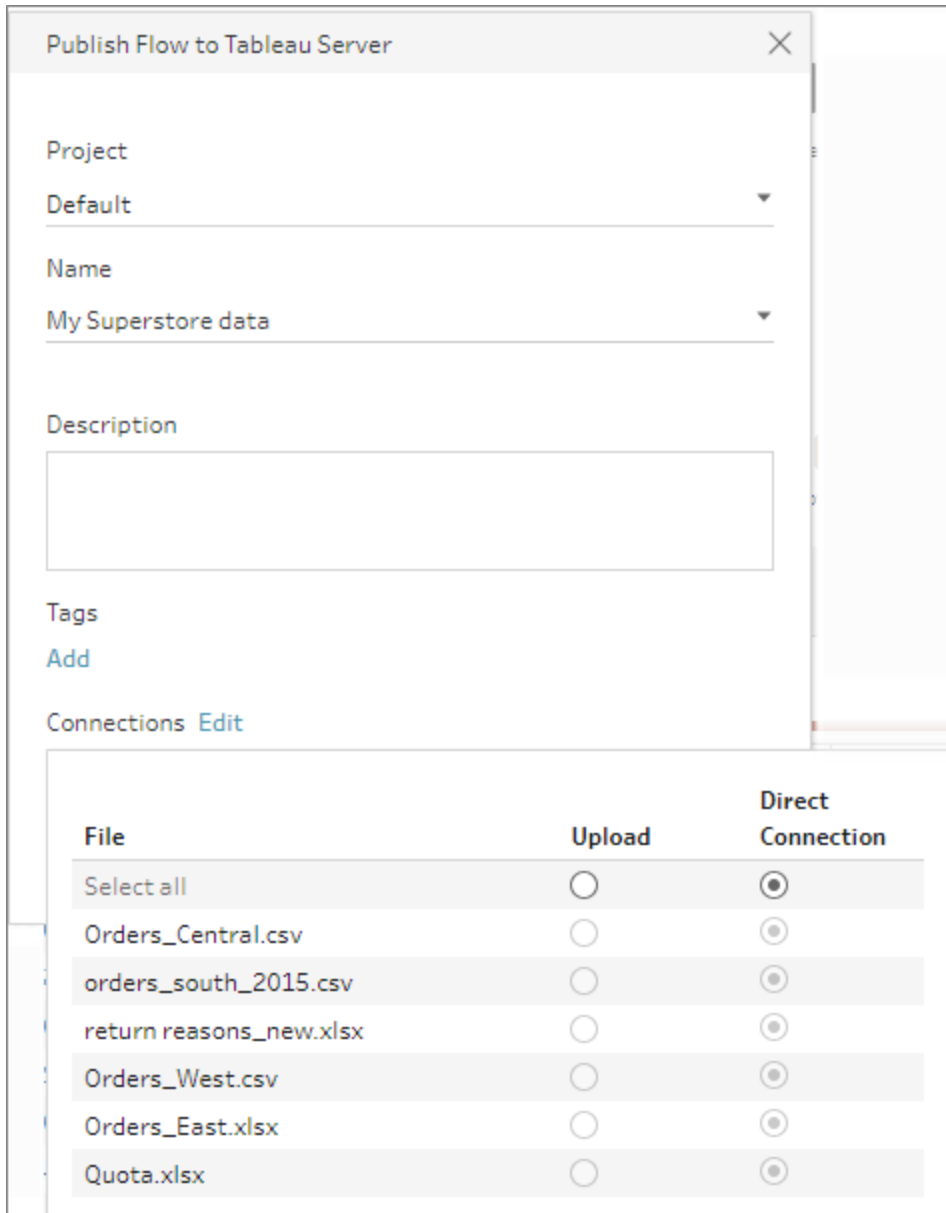 Publish Flow to Tableau Server
Project
Default
Name
My Superstore data
Description
Tags
Add
Connections Edit
File Upload Direct Connection
Select all
Orders_Central.csv
orders_south_2015.csv
return reasons_new.xlsx
Orders_West.csv
Orders_East.xlsx
Quota.xlsx